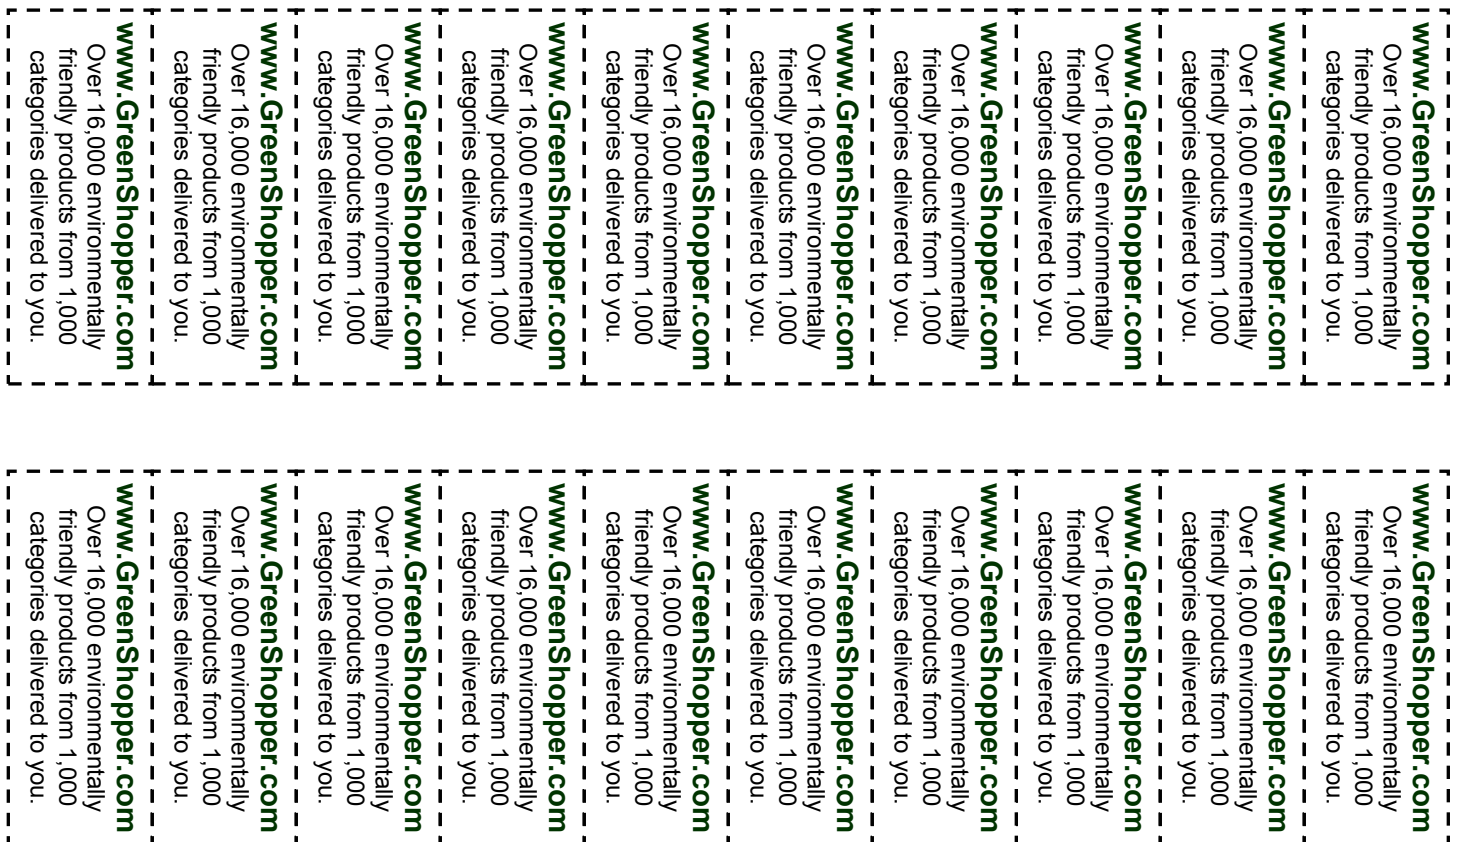 www.GreenShopper.com
Over 16,000 environmentally
friendly products from 1,000
categories delivered to you.
www.GreenShopper.com
Over 16,000 environmentally
friendly products from 1,000
categories delivered to you.
www.GreenShopper.com
Over 16,000 environmentally
friendly products from 1,000
categories delivered to you.
www.GreenShopper.com
Over 16,000 environmentally
friendly products from 1,000
categories delivered to you.
www.GreenShopper.com
Over 16,000 environmentally
friendly products from 1,000
categories delivered to you.
www.GreenShopper.com
Over 16,000 environmentally
friendly products from 1,000
categories delivered to you.
www.GreenShopper.com
Over 16,000 environmentally
friendly products from 1,000
categories delivered to you.
www.GreenShopper.com
Over 16,000 environmentally
friendly products from 1,000
categories delivered to you.
www.GreenShopper.com
Over 16,000 environmentally
friendly products from 1,000
categories delivered to you.
www.GreenShopper.com
Over 16,000 environmentally
friendly products from 1,000
categories delivered to you.
www.GreenShopper.com
Over 16,000 environmentally
friendly products from 1,000
categories delivered to you.
www.GreenShopper.com
Over 16,000 environmentally
friendly products from 1,000
categories delivered to you.
www.GreenShopper.com
Over 16,000 environmentally
friendly products from 1,000
categories delivered to you.
www.GreenShopper.com
Over 16,000 environmentally
friendly products from 1,000
categories delivered to you.
www.GreenShopper.com
Over 16,000 environmentally
friendly products from 1,000
categories delivered to you.
www.GreenShopper.com
Over 16,000 environmentally
friendly products from 1,000
categories delivered to you.
www.GreenShopper.com
Over 16,000 environmentally
friendly products from 1,000
categories delivered to you.
www.GreenShopper.com
Over 16,000 environmentally
friendly products from 1,000
categories delivered to you.
www.GreenShopper.com
Over 16,000 environmentally
friendly products from 1,000
categories delivered to you.
www.GreenShopper.com
Over 16,000 environmentally
friendly products from 1,000
categories delivered to you.